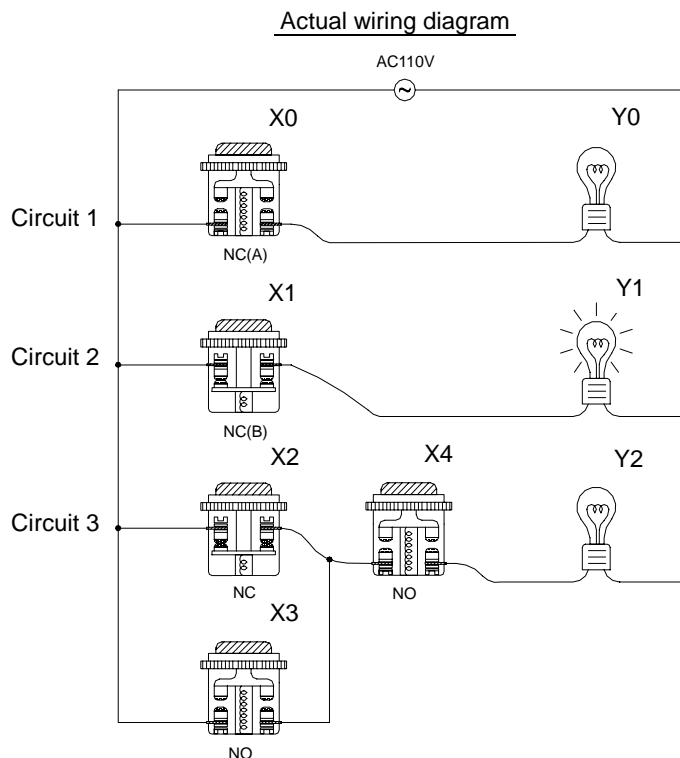 Actual wiring diagram
AC110V
X0
Y0
Circuit 1
NC(A)
X1
Y1
Circuit 2
NC(B)
X2
X4
Y2
Circuit 3
NC
NO
X3
NO